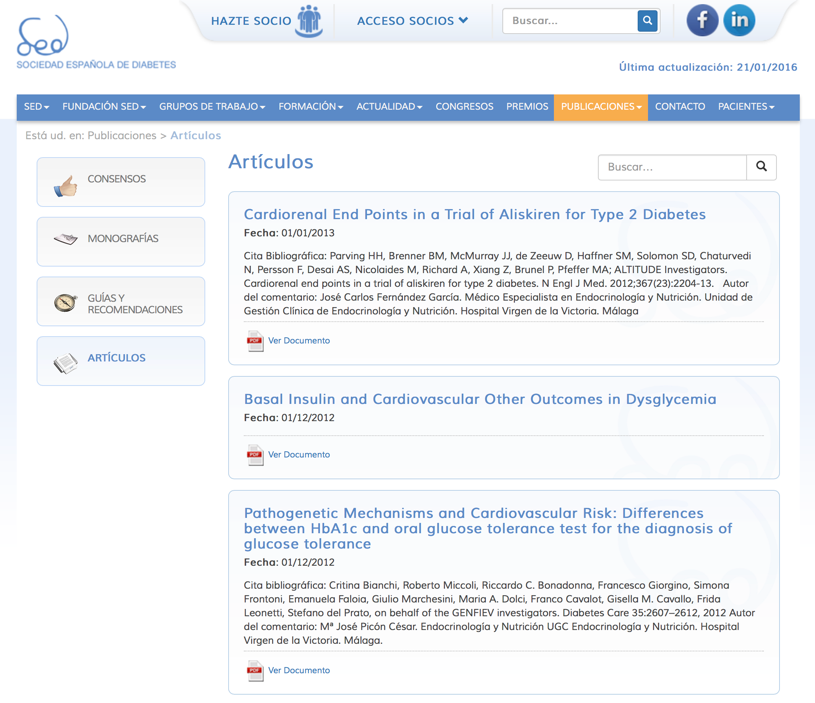 HAZTE SOCIO
ACCESO SOCIOS
Buscar...
f
in
Sed
SOCIEDAD ESPAÑOLA DE DIABETES
Última actualización: 21/01/2016
SED FUNDACIÓN SED GRUPOS DE TRABAJO FORMACIÓN ACTUALIDAD CONGRESOS PREMIOS PUBLICACIONES CONTACTO PACIENTES
Está ud. en: Publicaciones > Artículos
CONSENSOS
MONOGRAFÍAS
GUÍAS Y
RECOMENDACIONES
ARTÍCULOS
Artículos
Buscar...
Cardiorenal End Points in a Trial of Aliskiren for Type 2 Diabetes
Fecha: 01/01/2013
Cita Bibliográfica: Parving HH, Brenner BM, McMurray JJ, de Zeeuw D, Haffner SM, Solomon SD, Chaturvedi
N, Persson F, Desai AS, Nicolaides M, Richard A, Xiang Z, Brunel P, Pfeffer MA; ALTITUDE Investigators.
Cardiorenal end points in a trial of aliskiren for type 2 diabetes. N Engl J Med. 2012;367(23):2204-13. Autor
del comentario: José Carlos Fernández García. Médico Especialista en Endocrinología y Nutrición. Unidad de
Gestión Clínica de Endocrinología y Nutrición. Hospital Virgen de la Victoria. Málaga
PDF Ver Documento
Basal Insulin and Cardiovascular Other Outcomes in Dysglycemia
Fecha: 01/12/2012
PDF Ver Documento
Pathogenetic Mechanisms and Cardiovascular Risk: Differences
between HbA1c and oral glucose tolerance test for the diagnosis of
glucose tolerance
Fecha: 01/12/2012
Cita bibliográfica: Critina Bianchi, Roberto Miccoli, Riccardo C. Bonadonna, Francesco Giorgino, Simona
Frontoni, Emanuela Faloia, Giulio Marchesini, Maria A. Dolci, Franco Cavalot, Gisella M. Cavallo, Frida
Leonetti, Stefano del Prato, on behalf of the GENFIEV investigators. Diabetes Care 35:2607–2612, 2012 Autor
del comentario: Mª José Picón César. Endocrinología y Nutrición UGC Endocrinología y Nutrición. Hospital
Virgen de la Victoria. Málaga.
PDF Ver Documento